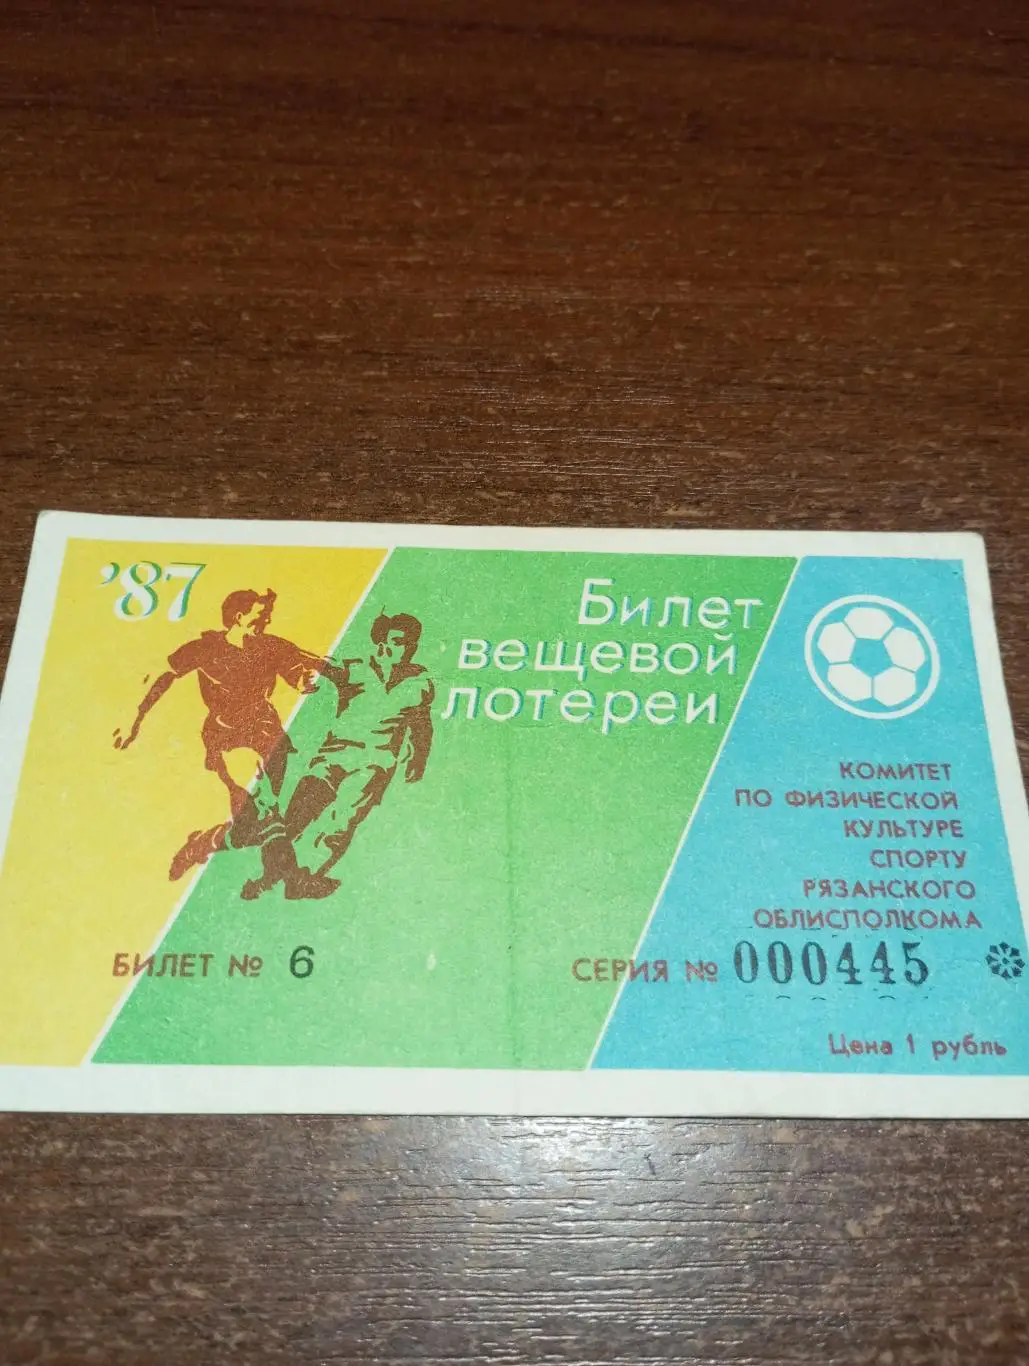 '87
Билет
вещевой
лотереи
КОМИТЕТ
ПО ФИЗИЧЕСКОЙ
КУЛЬТУРЕ
СПОРТУ
РЯЗАНСКОГО
ОБЛИСПОЛКОМА
БИЛЕТ № 6
СЕРИЯ № 000445
Цена 1 рубль